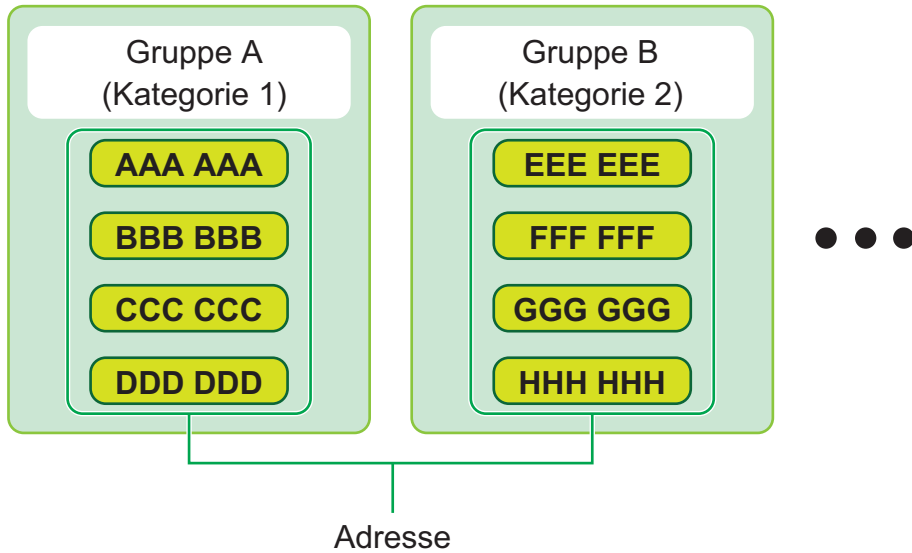 Gruppe A
(Kategorie 1)
AAA AAA
BBB BBB
CCC CCC
DDD DDD
Gruppe B
(Kategorie 2)
EEE EEE
FFF FFF
GGG GGG
HHH HHH
Adresse